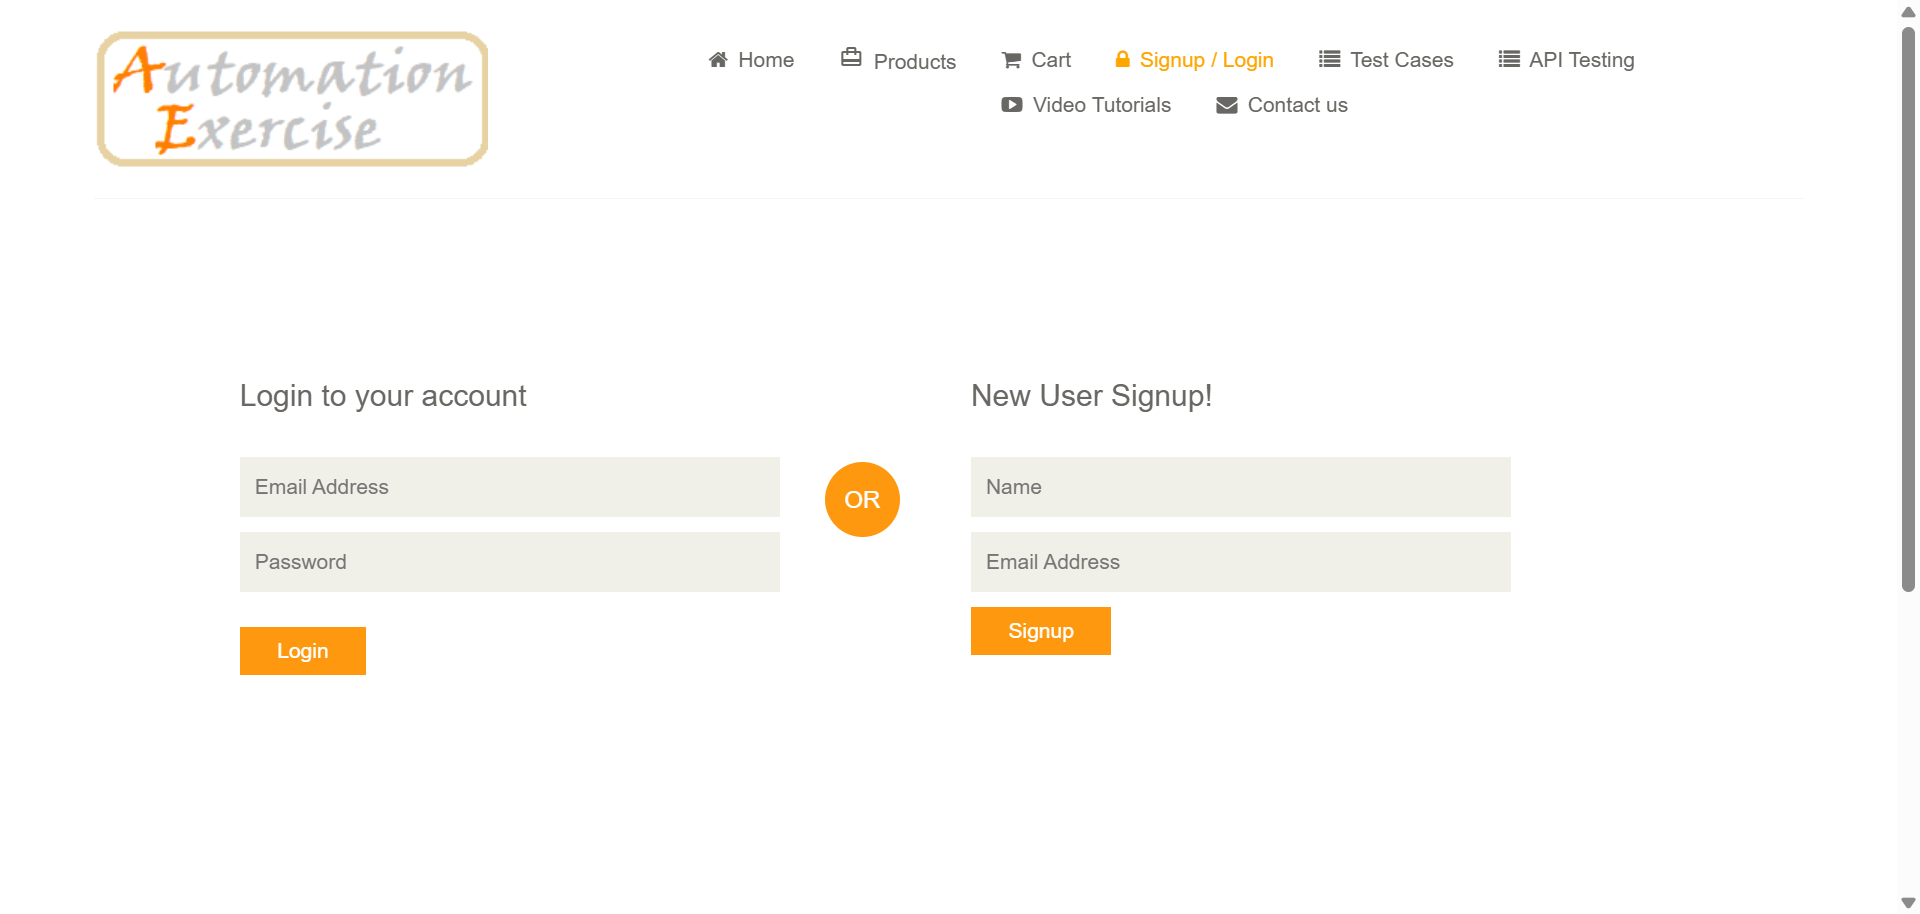 Automation
Exercise
Home Products Cart Signup / Login Test Cases API Testing
Video Tutorials Contact us
Login to your account
Email Address
Password
Login
OR
New User Signup!
Name
Email Address
Signup